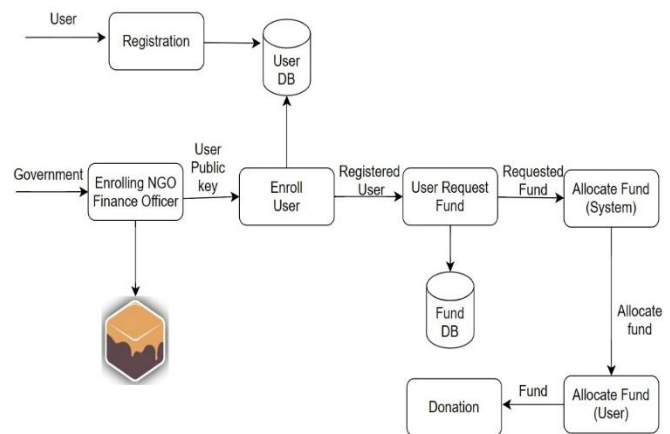 User
Registration
User
DB
Government
Enrolling NGO
Finance Officer
User
Public
key
Enroll
User
Registered
User
User Request
Fund
Requested
Fund
Allocate Fund
(System)
Fund
DB
Allocate
fund
Donation
Fund
Allocate Fund
(User)